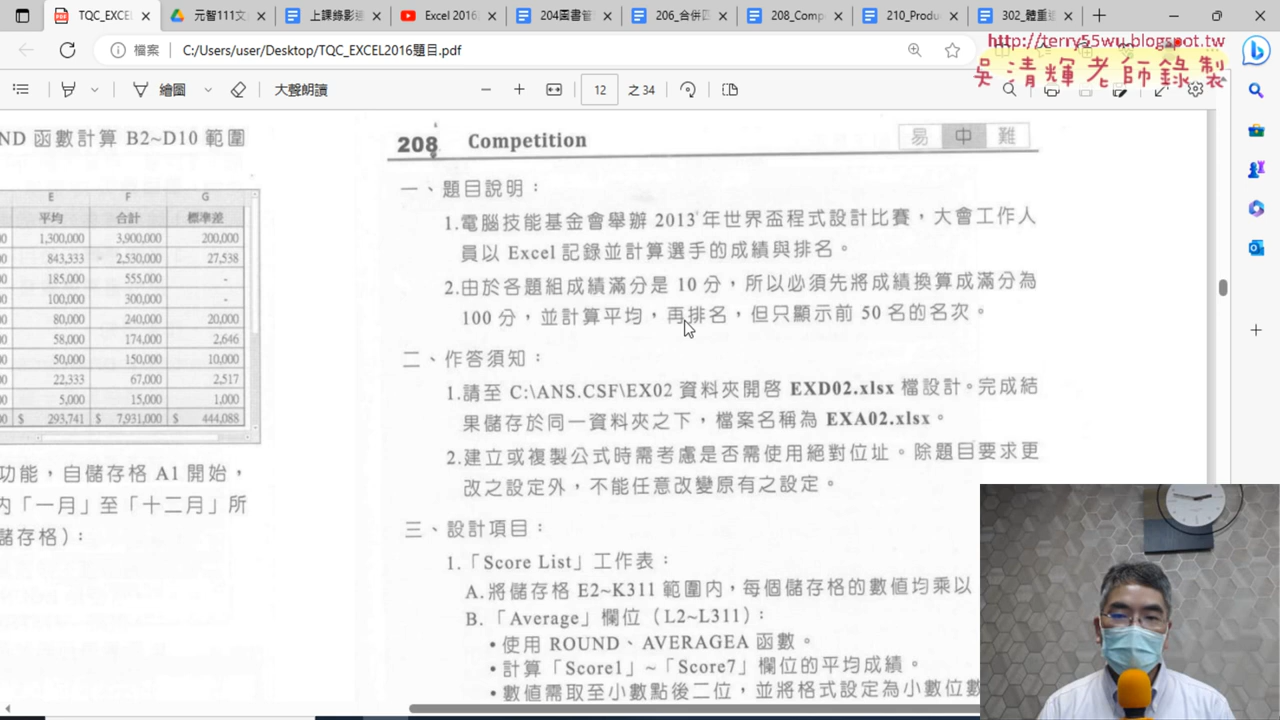 TQC_EXCE
元智111文
上課錄影連
Excel 2016
204圖書管
206_合併四
208_Comp
210_Produ
302_體重過
檔案
C:/Users/user/Desktop/TQC_EXCEL2016題目.pdf
http://terry55wu.blogspot.tw
吳清輝老師錄製
繪圖
大聲朗讀
12 之 34
ND 函數計算 B2~D10 範圍
E F G
平均 合計 標準差
00 1,300,000 3,900,000 200,000
00 843,333 2,530,000 27,538
00 185,000 555,000 -
00 100,000 300,000 -
00 80,000 240,000 20,000
00 58,000 174,000 2,646
00 50,000 150,000 10,000
00 22,333 67,000 2,517
00 5,000 15,000 1,000
00 $ 293,741 $ 7,931,000 $ 444,088
功能，自儲存格 A1 開始，
內「一月」至「十二月」所
儲存格)：
208 Competition
易 中 難
一、題目說明：
1.電腦技能基金會舉辦 2013 年世界盃程式設計比賽，大會工作人
員以 Excel 記錄並計算選手的成績與排名。
2.由於各題組成績滿分是 10 分，所以必須先將成績換算成滿分為
100 分，並計算平均，再排名，但只顯示前 50 名的名次。
二、作答須知：
1.請至 C:\ANS.CSF\EX02 資料夾開啓 EXD02.xlsx 檔設計。完成結
果儲存於同一資料夾之下，檔案名稱為 EXA02.xlsx。
2.建立或複製公式時需考慮是否需使用絕對位址。除題目要求更
改之設定外，不能任意改變原有之設定。
三、設計項目：
1.「Score List」工作表：
A.將儲存格 E2~K311 範圍內，每個儲存格的數值均乘以
B.「Average」欄位（L2~L311）：
•使用 ROUND、AVERAGEA 函數。
•計算「Score1」~「Score7」欄位的平均成績。
•數值需取至小數點後二位，並將格式設定為小數位數